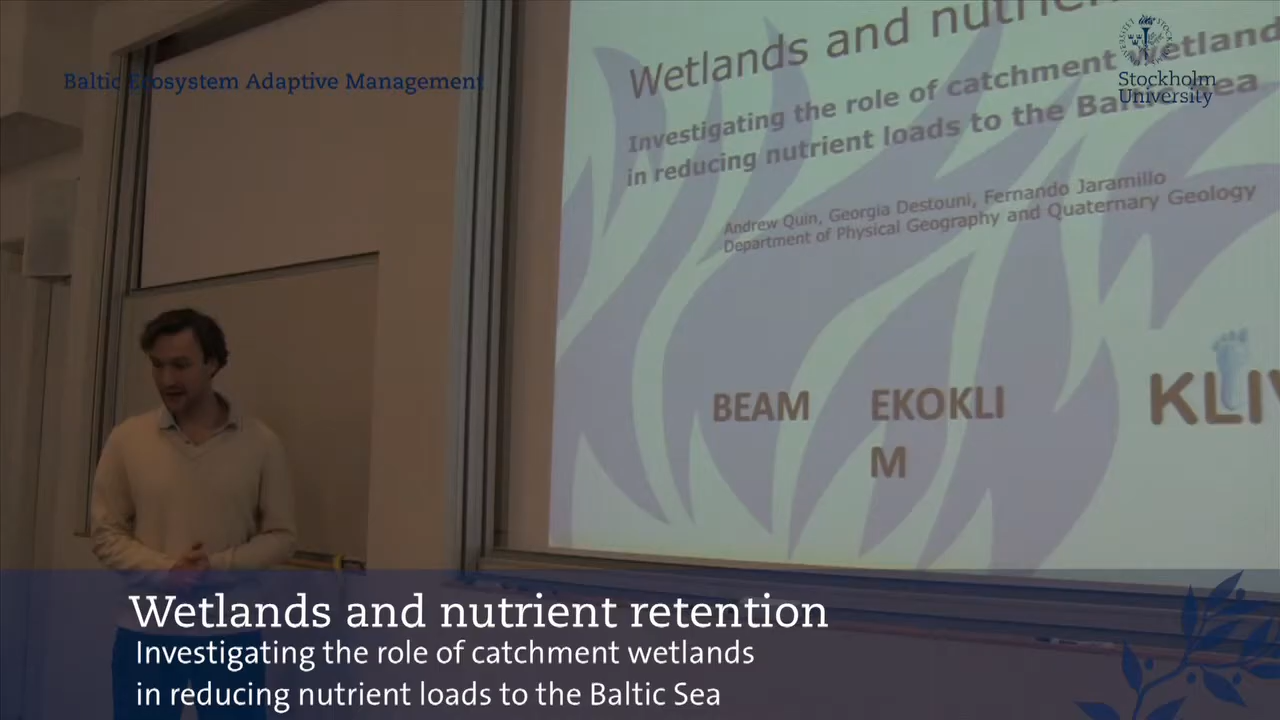 Baltic Ecosystem Adaptive Management
Stockholm
University
Wetlands and
Investigating the role of catchment wetland
in reducing nutrient loads to the Baltic Sea
Andrew Quin, Georgia Destouni, Fernando Jaramillo
Department of Physical Geography and Quaternary Geology
BEAM
EKOKLI
M
KLIV
Wetlands and nutrient retention
Investigating the role of catchment wetlands
in reducing nutrient loads to the Baltic Sea